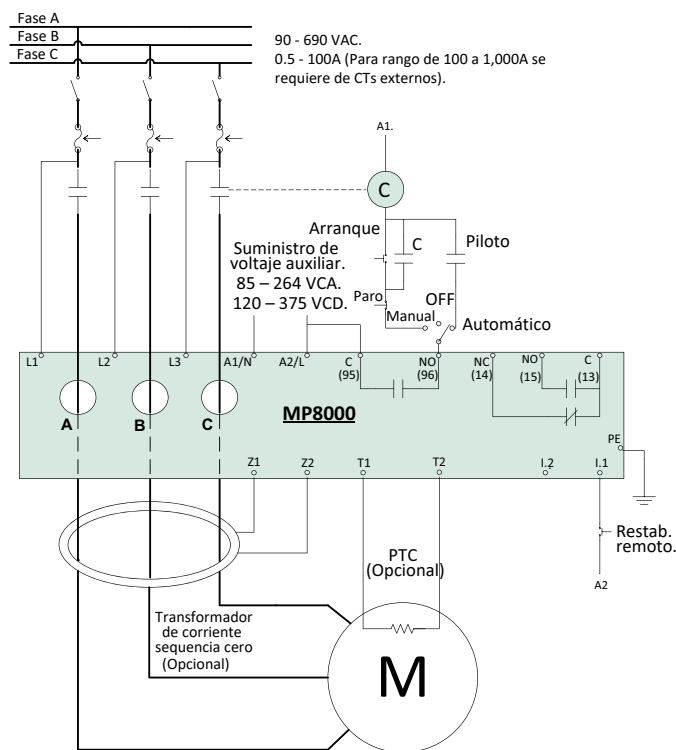 Fase A
Fase B
Fase C
90 - 690 VAC.
0.5 - 100A (Para rango de 100 a 1,000A se
requiere de CTs externos).
A1.
C
Arranque
C
Piloto
Suministro de
voltaje auxiliar.
85 – 264 VCA.
120 – 375 VCD.
Paro
Manual
OFF
Automático
L1
L2
L3
A1/N
A2/L
C
(95)
NO
(96)
NC
(14)
NO
(15)
C
(13)
A
B
C
MP8000
PE
Z1
Z2
T1
T2
I.2
I.1
PTC
(Opcional)
Restab.
remoto.
A2
Transformador
de corriente
sequencia cero
(Opcional)
M